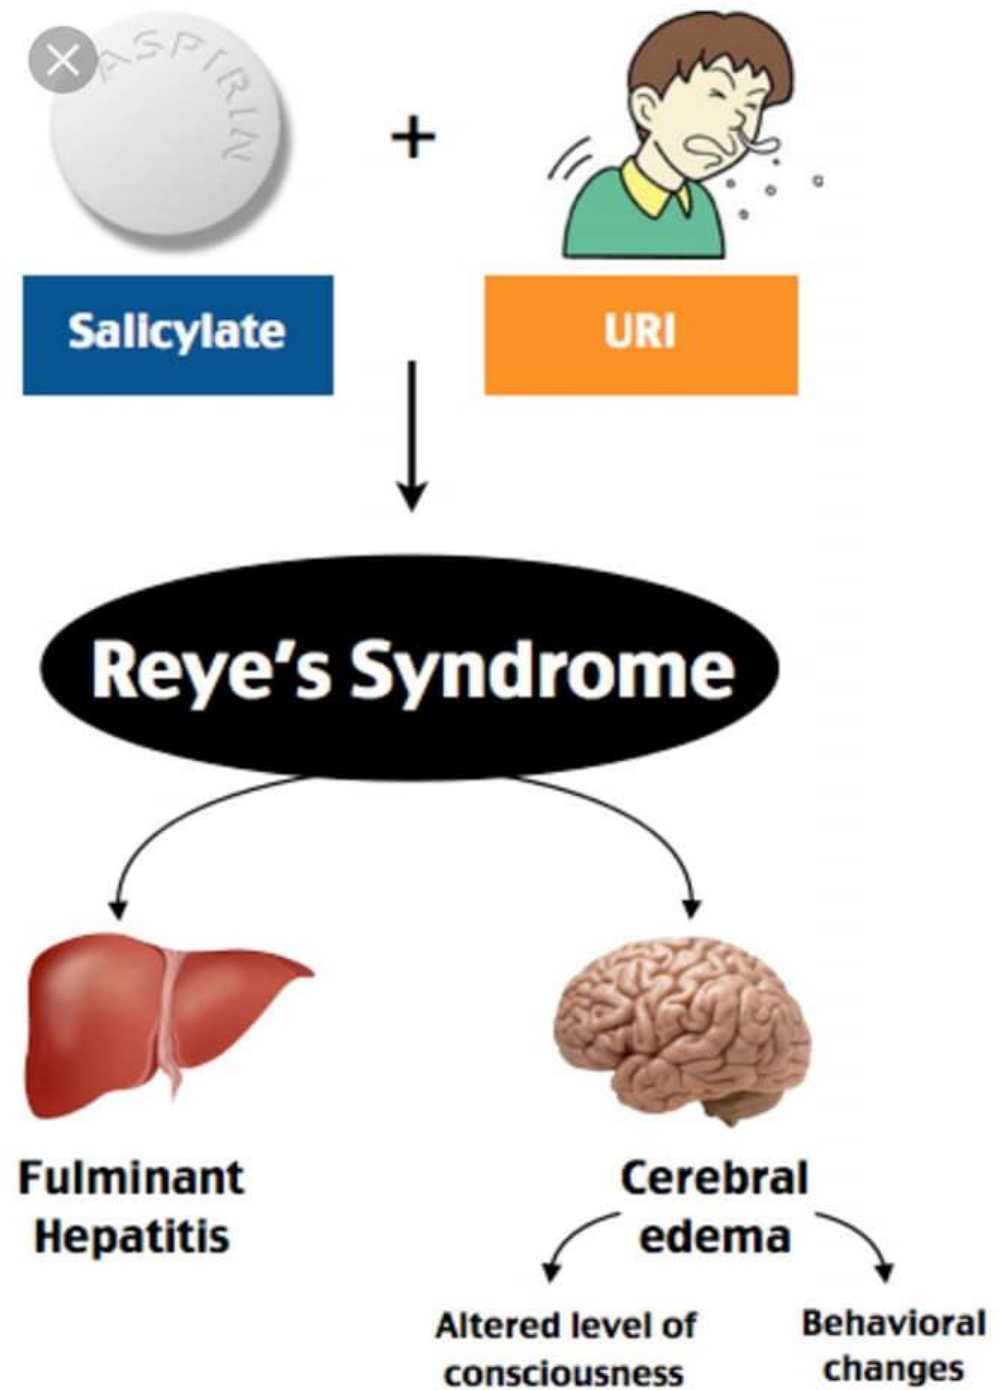 ASPIRIN
+
Salicylate
URI
Reye's Syndrome
Fulminant
Hepatitis
Cerebral
edema
Altered level of
consciousness
Behavioral
changes